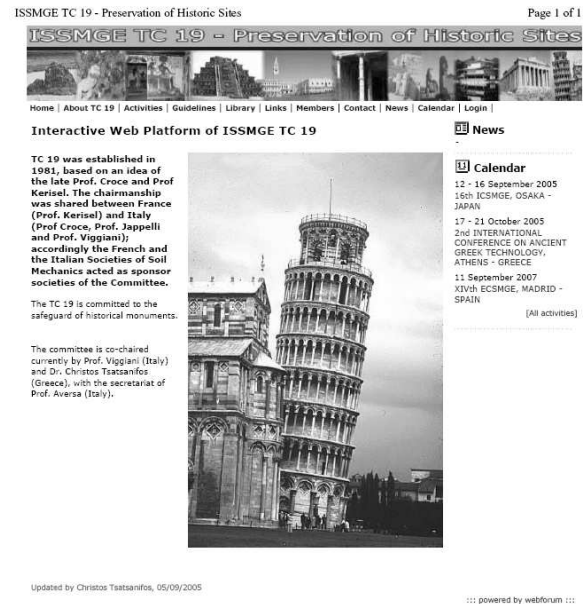 ISSMGE TC 19 - Preservation of Historic Sites
Page 1 of 1
ISSMGE TC 19 - Preservation of Historic Sites
Home | About TC 19 | Activities | Guidelines | Library | Links | Members | Contact | News | Calendar | Login |
Interactive Web Platform of ISSMGE TC 19
TC 19 was established in
1981, based on an idea of
the late Prof. Croce and Prof
Kerisel. The chairmanship
was shared between France
(Prof. Kerisel) and Italy
(Prof Croce, Prof. Jappelli
and Prof. Viggiani);
accordingly the French and
the Italian Societies of Soil
Mechanics acted as sponsor
societies of the Committee.
The TC 19 is committed to the
safeguard of historical monuments.
The committee is co-chaired
currently by Prof. Viggiani (Italy)
and Dr. Christos Tsatsanifos
(Greece), with the secretariat of
Prof. Aversa (Italy).
News
-
Calendar
12 - 16 September 2005
16th ICSMGE, OSAKA -
JAPAN
17 - 21 October 2005
2nd INTERNATIONAL
CONFERENCE ON ANCIENT
GREEK TECHNOLOGY,
ATHENS - GREECE
11 September 2007
XIVth ECSMGE, MADRID -
SPAIN
[All activities]
Updated by Christos Tsatsanifos, 05/09/2005
::: powered by webforum :::